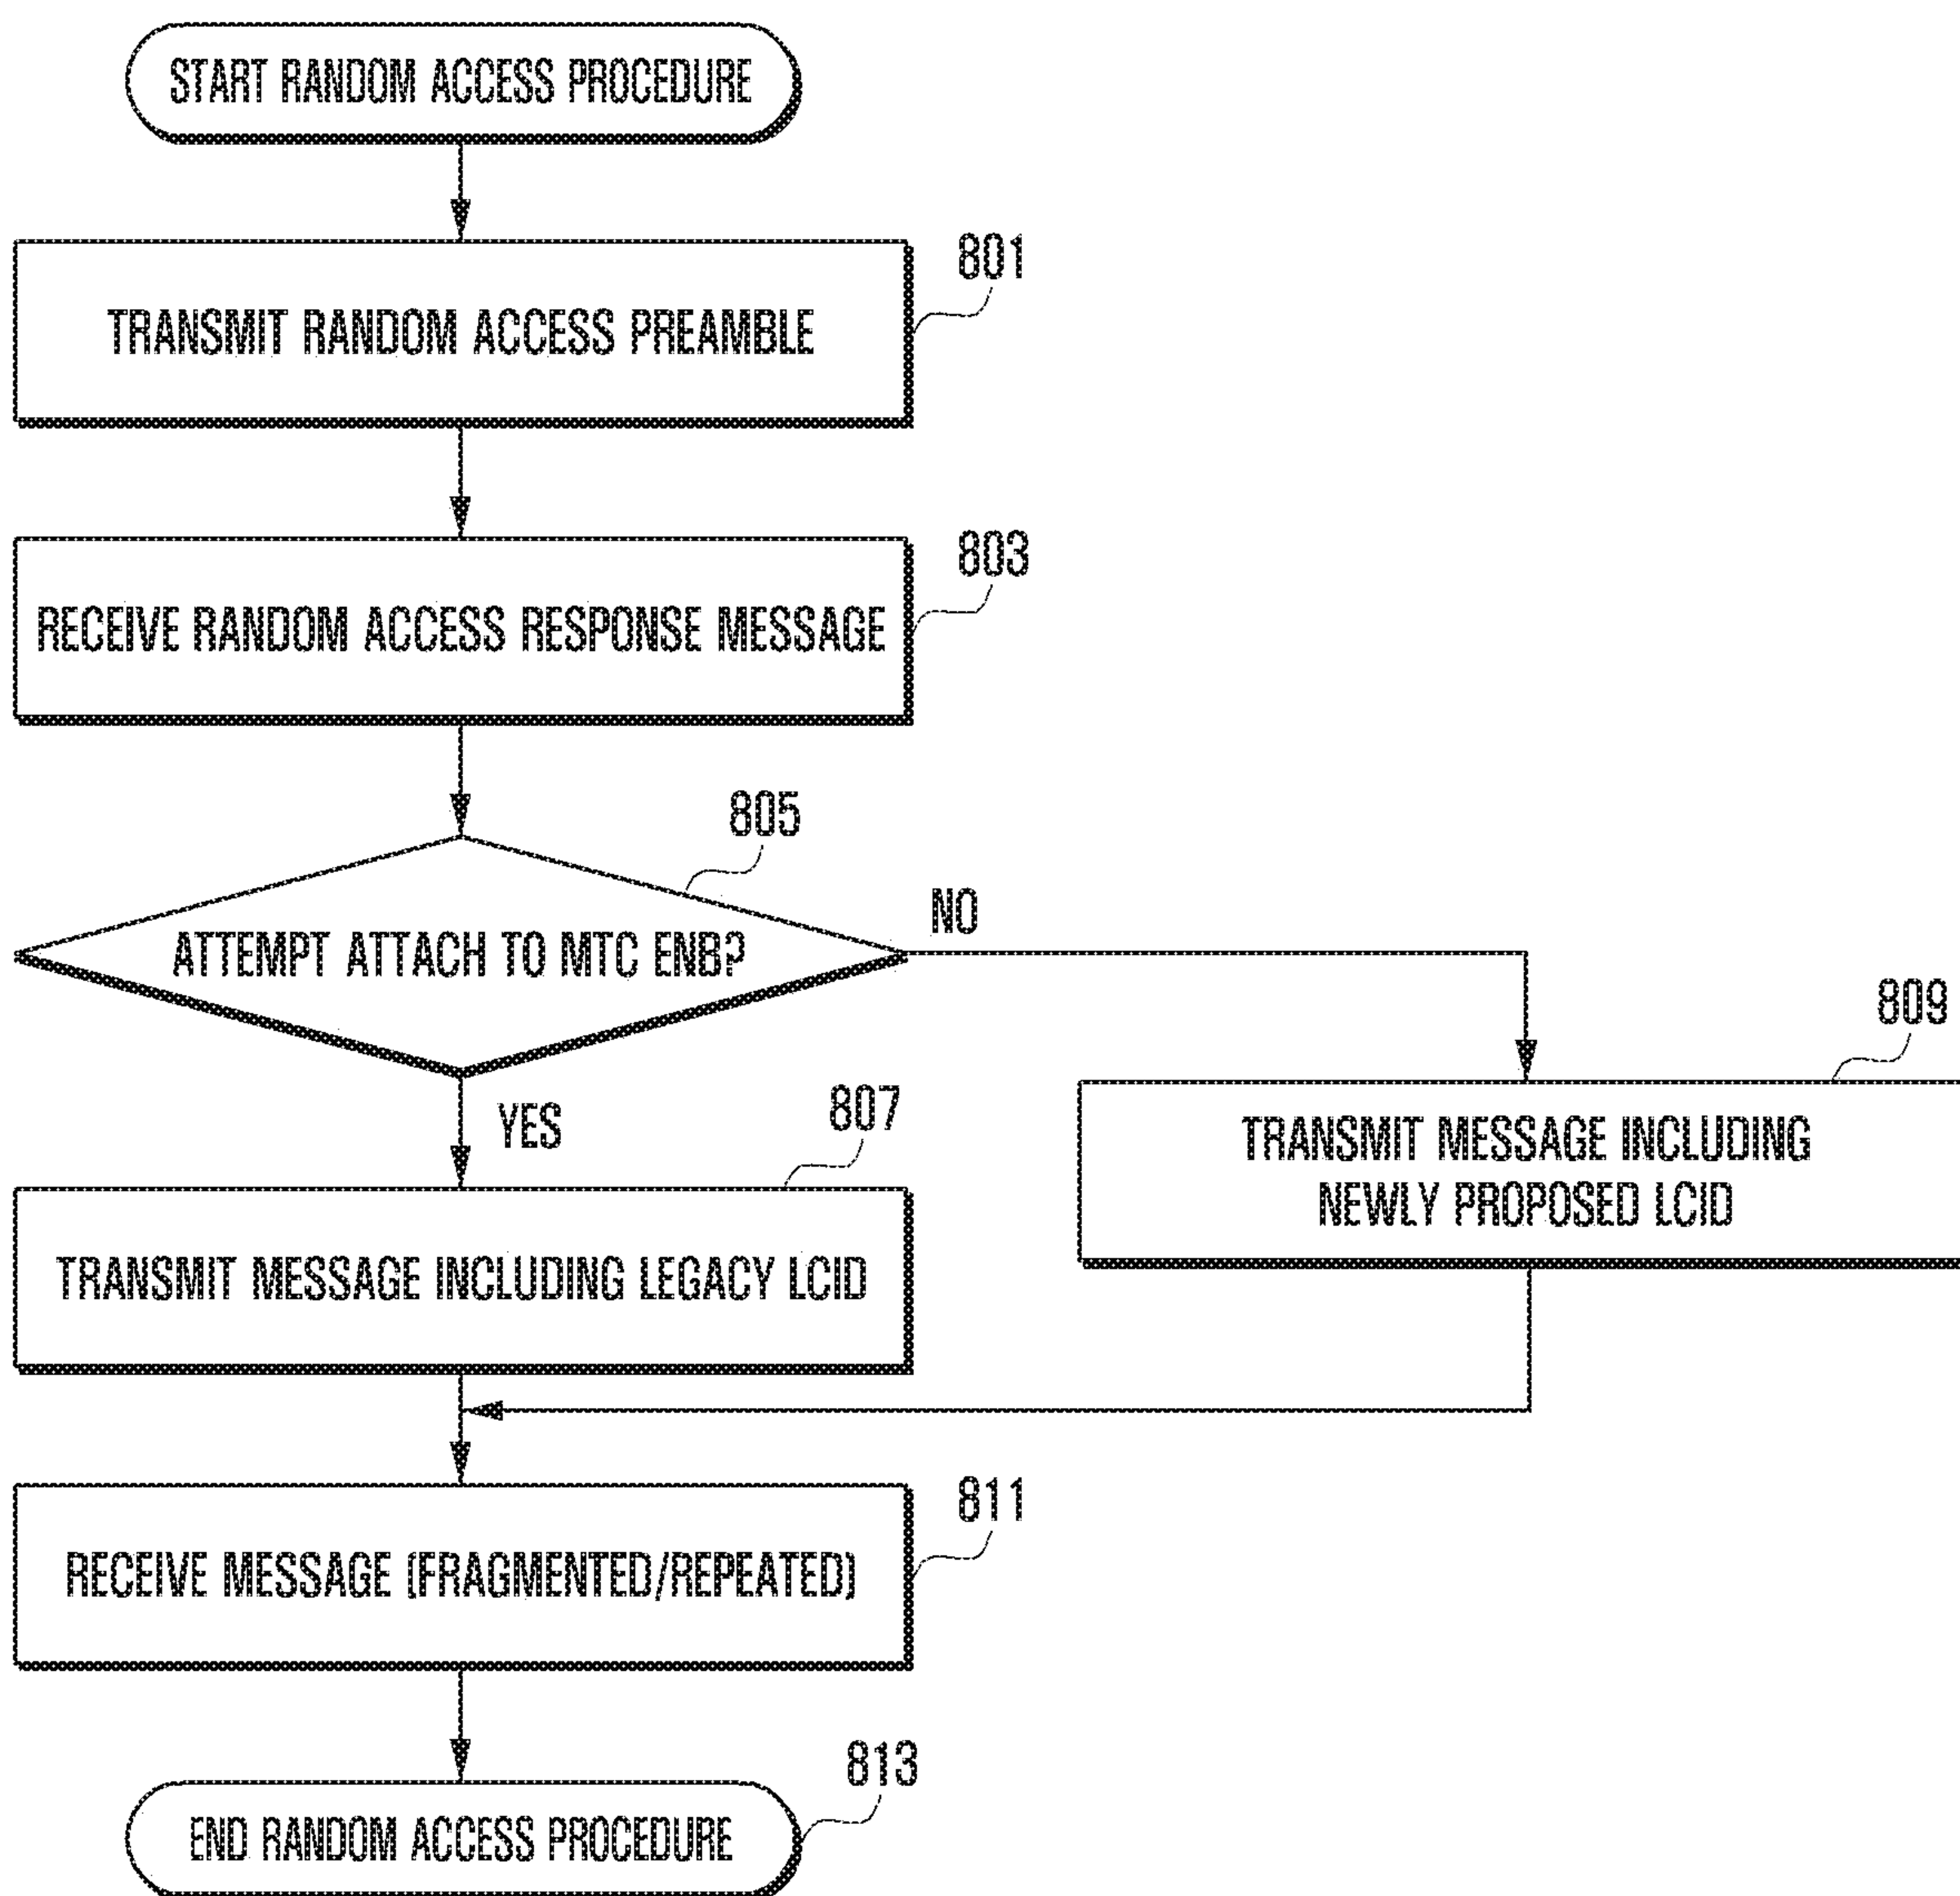 START RANDOM ACCESS PROCEDURE
801
TRANSMIT RANDOM ACCESS PREAMBLE
803
RECEIVE RANDOM ACCESS RESPONSE MESSAGE
805
ATTEMPT ATTACH TO MTC ENB?
NO
YES
807
TRANSMIT MESSAGE INCLUDING LEGACY LCID
809
TRANSMIT MESSAGE INCLUDING
NEWLY PROPOSED LCID
811
RECEIVE MESSAGE (FRAGMENTED/REPEATED)
813
END RANDOM ACCESS PROCEDURE